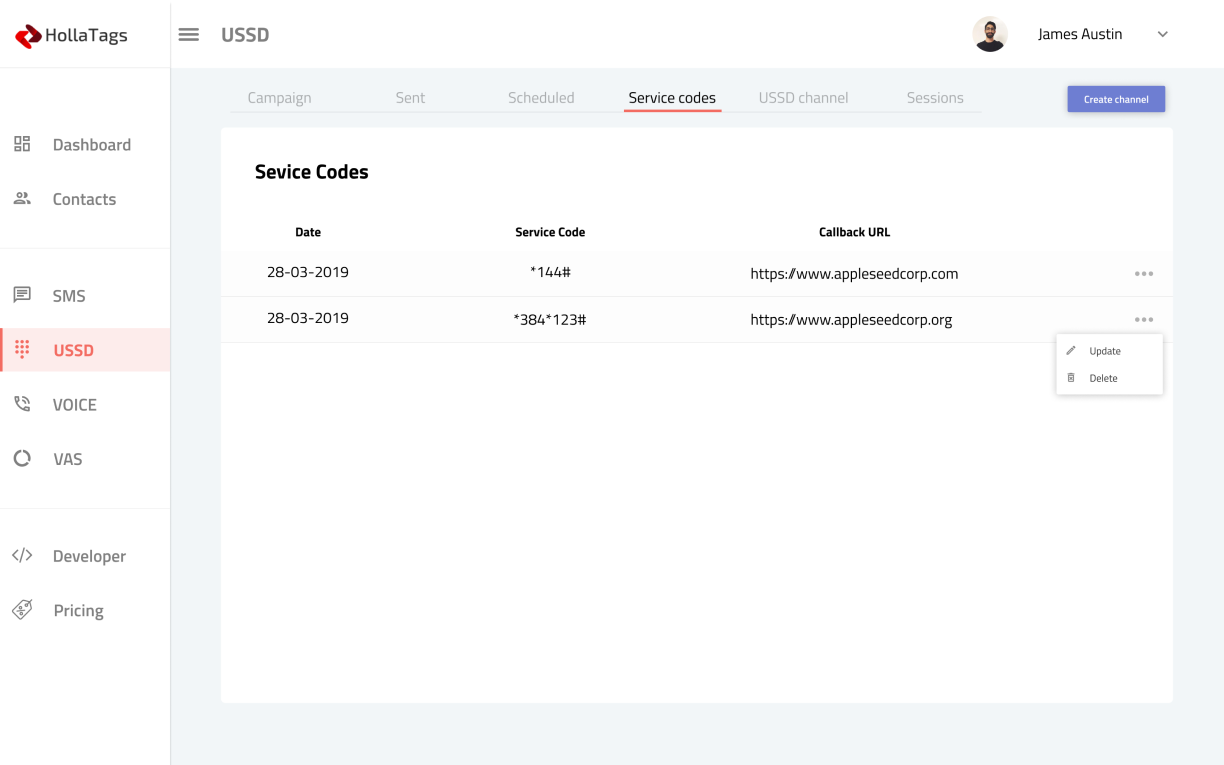 HollaTags
USSD
James Austin
Campaign Sent Scheduled Service codes USSD channel Sessions
Create channel
Dashboard
Contacts
SMS
USSD
VOICE
VAS
Developer
Pricing
Sevice Codes
Date Service Code Callback URL
28-03-2019 *144# https://www.appleseedcorp.com
28-03-2019 *384*123# https://www.appleseedcorp.org
Update
Delete